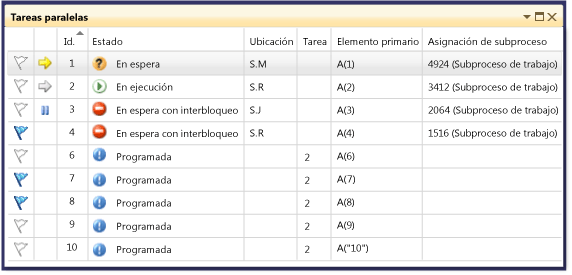 Tareas paralelas
Id. Estado Ubicación Tarea Elemento primario Asignación de subproceso
1 En espera S.M A(1) 4924 (Subproceso de trabajo)
2 En ejecución S.R A(2) 3412 (Subproceso de trabajo)
3 En espera con interbloqueo S.J A(3) 2064 (Subproceso de trabajo)
4 En espera con interbloqueo S.R A(4) 1516 (Subproceso de trabajo)
6 Programada 2 A(6)
7 Programada 2 A(7)
8 Programada 2 A(8)
9 Programada 2 A(9)
10 Programada 2 A("10")